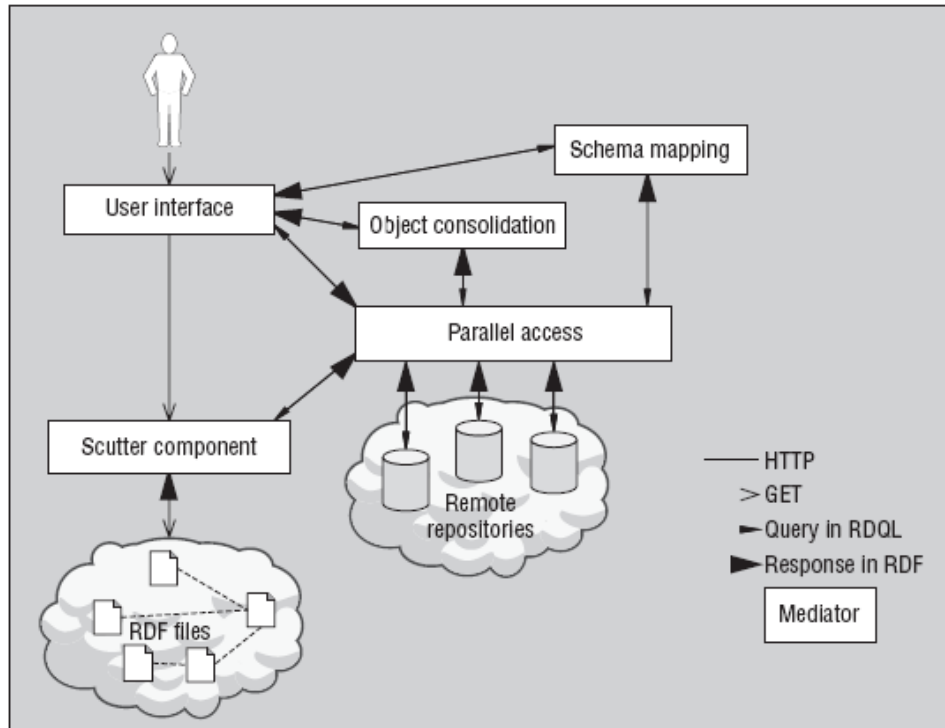 Schema mapping
User interface
Object consolidation
Parallel access
Scutter component
Remote
repositories
RDF files
HTTP
GET
Query in RDQL
Response in RDF
Mediator